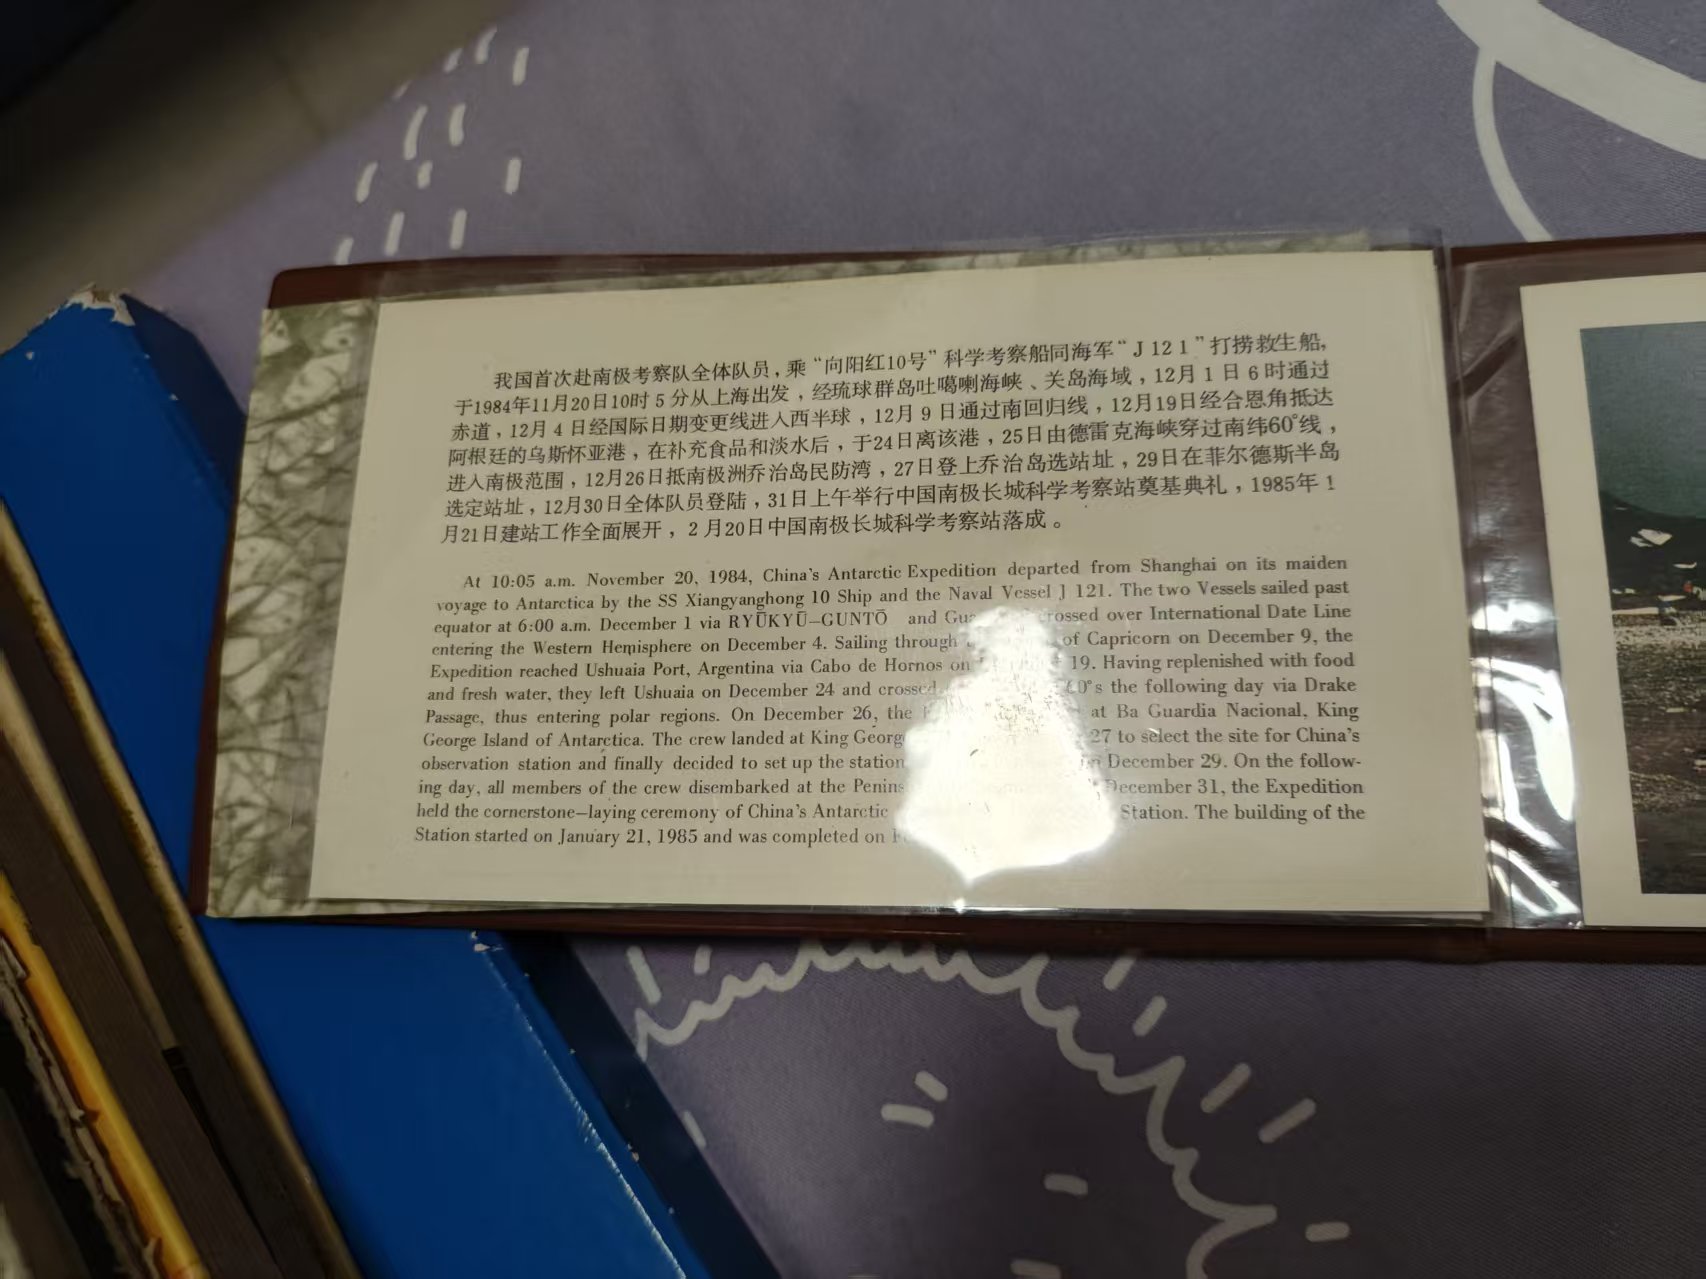 我国首次赴南极考察队全体队员，乘“向阳红10号”科学考察船同海军“J 121”打捞救生船，
于1984年11月20日10时5分从上海出发，经琉球群岛吐噶喇海峡、关岛海域，12月1日6时通过
赤道，12月4日经国际日期变更线进入西半球，12月9日通过南回归线，12月19日经合恩角抵达
阿根廷的乌斯怀亚港，在补充食品和淡水后，于24日离该港，25日由德雷克海峡穿过南纬60°线，
进入南极范围，12月26日抵南极洲乔治岛民防湾，27日登上乔治岛选站址，29日在菲尔德斯半岛
选定站址，12月30日全体队员登陆，31日上午举行中国南极长城科学考察站奠基典礼，1985年1
月21日建站工作全面展开，2月20日中国南极长城科学考察站落成。
At 10:05 a.m. November 20, 1984, China's Antarctic Expedition departed from Shanghai on its maiden
voyage to Antarctica by the SS Xiangyanghong 10 Ship and the Naval Vessel J 121. The two Vessels sailed past
equator at 6:00 a.m. December 1 via RYŪKYŪ–GUNTŌ and crossed over International Date Line
entering the Western Hemisphere on December 4. Sailing through of Capricorn on December 9, the
Expedition reached Ushuaia Port, Argentina via Cabo de Hornos on 19. Having replenished with food
and fresh water, they left Ushuaia on December 24 and crossed 60°s the following day via Drake
Passage, thus entering polar regions. On December 26, the at Ba Guardia Nacional, King
George Island of Antarctica. The crew landed at King George 27 to select the site for China's
observation station and finally decided to set up the station December 29. On the follow-
ing day, all members of the crew disembarked at the December 31, the Expedition
held the cornerstone–laying ceremony of China's Antarctic Station. The building of the
Station started on January 21, 1985 and was completed on